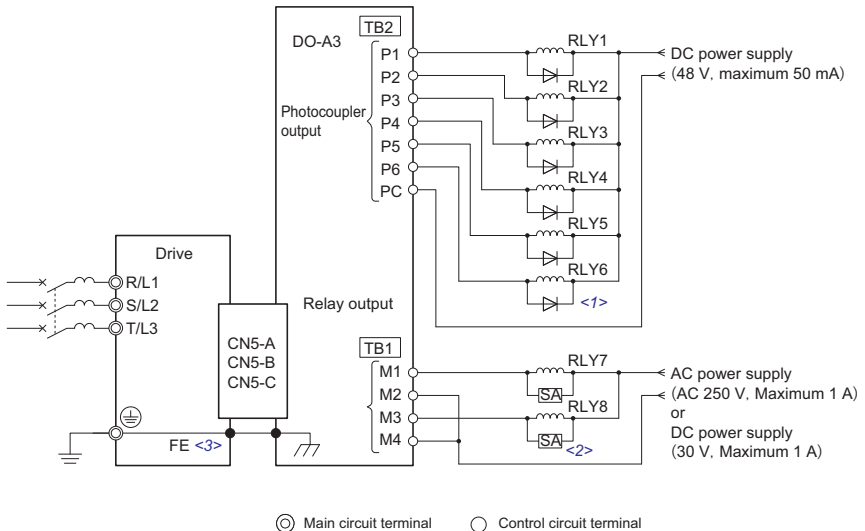 DO-A3
TB2
P1
P2
P3
P4
P5
P6
PC
Photocoupler
output
RLY1
RLY2
RLY3
RLY4
RLY5
RLY6
<1>
DC power supply
(48 V, maximum 50 mA)
Drive
R/L1
S/L2
T/L3
CN5-A
CN5-B
CN5-C
FE <3>
Relay output
TB1
M1
M2
M3
M4
RLY7
SA
RLY8
SA
<2>
AC power supply
(AC 250 V, Maximum 1 A)
or
DC power supply
(30 V, Maximum 1 A)
Main circuit terminal
Control circuit terminal